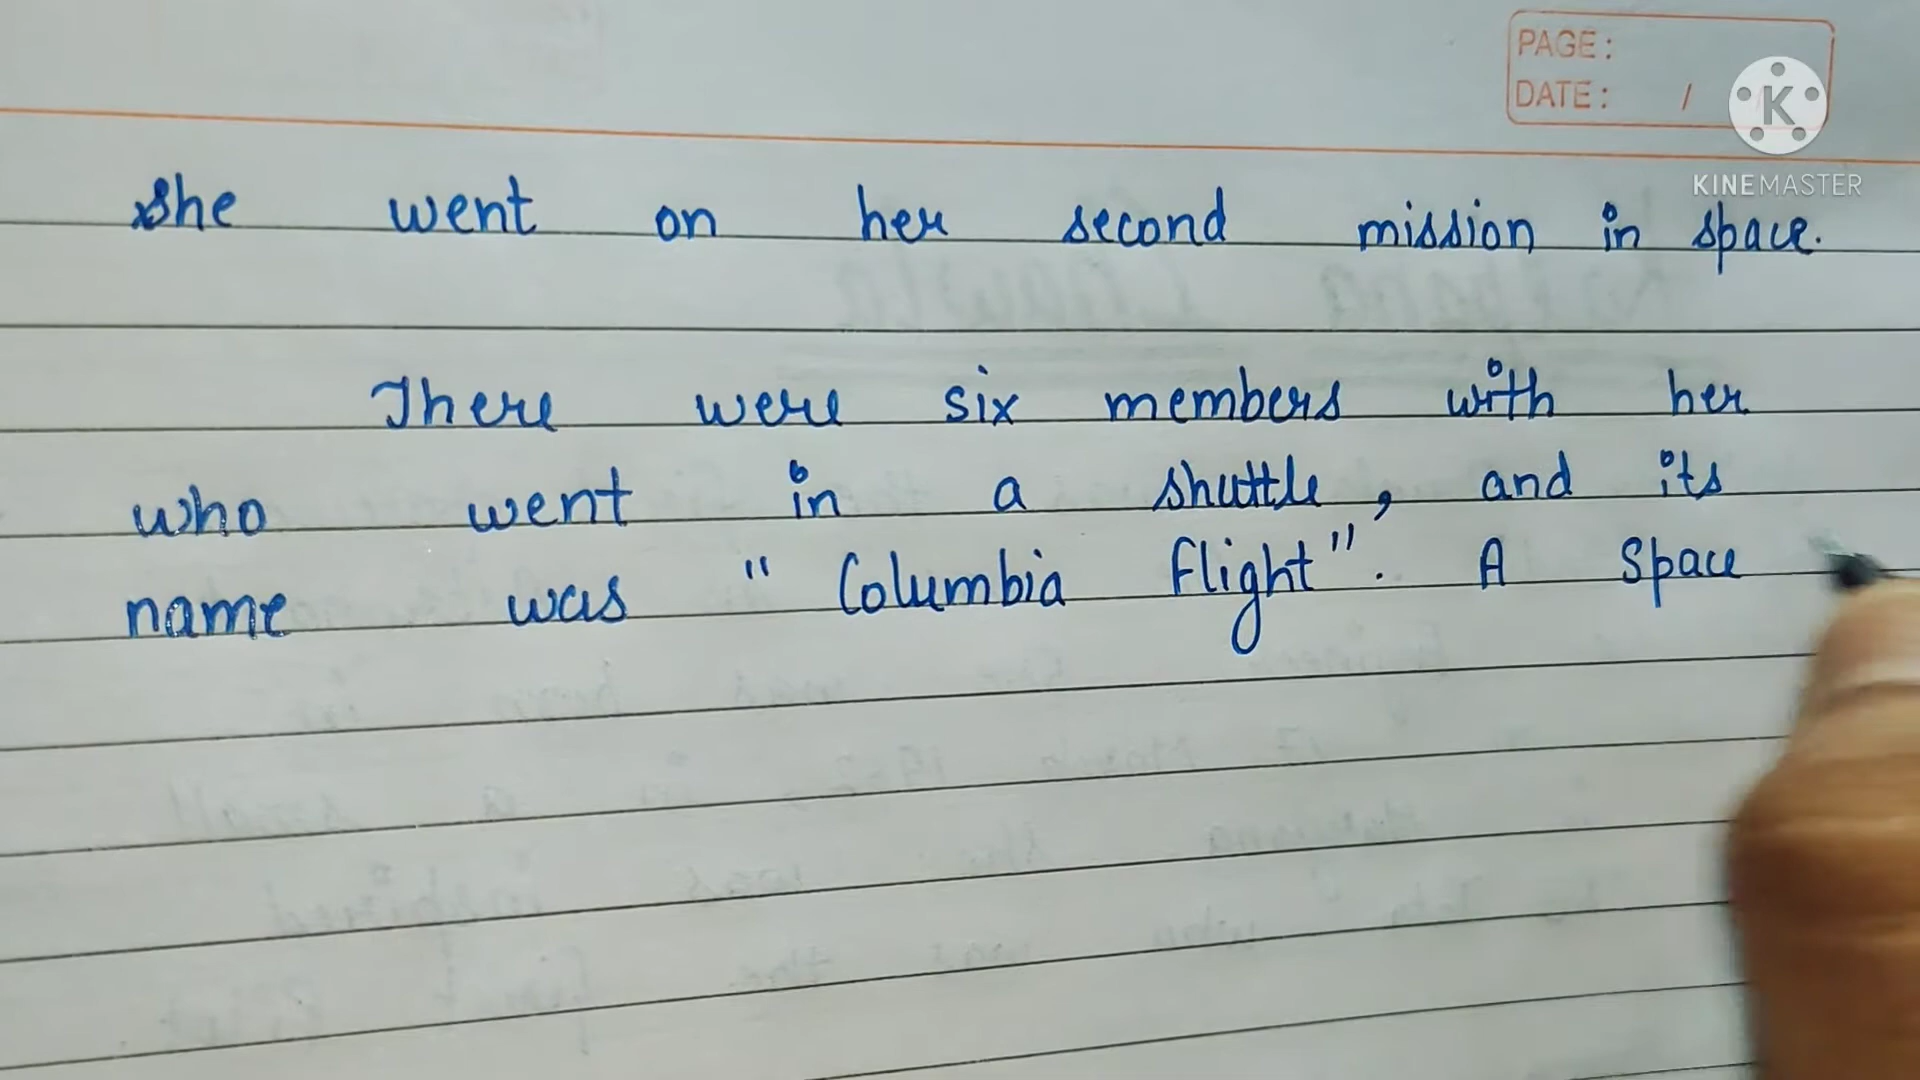 PAGE:
DATE: /
K
KINEMASTER
She went on her second mission in space.
There were six members with her
who went in a shuttle, and its
name was "Columbia Flight". A Space